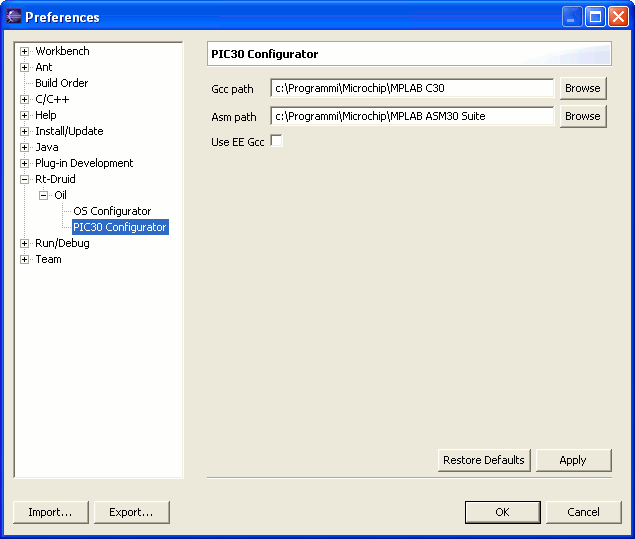 Preferences
Workbench
Ant
Build Order
C/C++
Help
Install/Update
Java
Plug-in Development
Rt-Druid
Oil
OS Configurator
PIC30 Configurator
Run/Debug
Team
PIC30 Configurator
Gcc path c:\Programmi\Microchip\MPLAB C30 Browse
Asm path c:\Programmi\Microchip\MPLAB ASM30 Suite Browse
Use EE Gcc
Restore Defaults Apply
Import... Export... OK Cancel